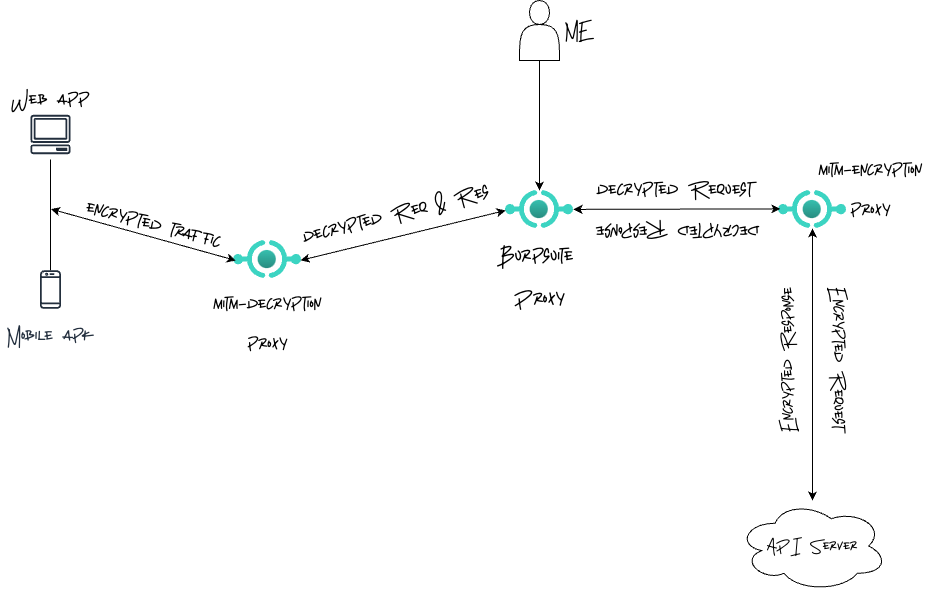 ME
Web app
encrypted traffic
Mobile apk
mitm-decryption
Proxy
decrypted Req & Res
Burpsuite
Proxy
decrypted Request
decrypted Response
mitm-encryption
Proxy
Encrypted Response
Encrypted Request
API Server